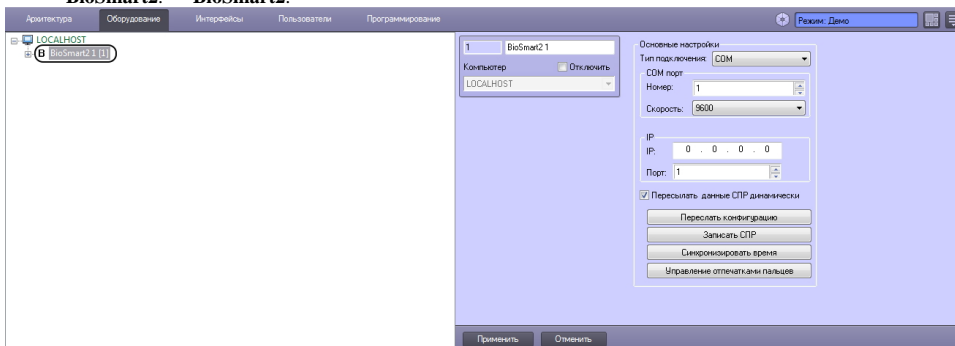 BioSmart2. BioSmart2.
Архитектура Оборудование Интерфейсы Пользователи Программирование Режим: Демо
LOCALHOST
BioSmart2 1 [1]
1 BioSmart2 1
Компьютер Отключить
LOCALHOST
Основные настройки
Тип подключения: COM
COM порт
Номер: 1
Скорость: 9600
IP
IP: 0 . 0 . 0 . 0
Порт: 1
Пересылать данные СПР динамически
Переслать конфигурацию
Записать СПР
Синхронизировать время
Управление отпечатками пальцев
Применить Отменить